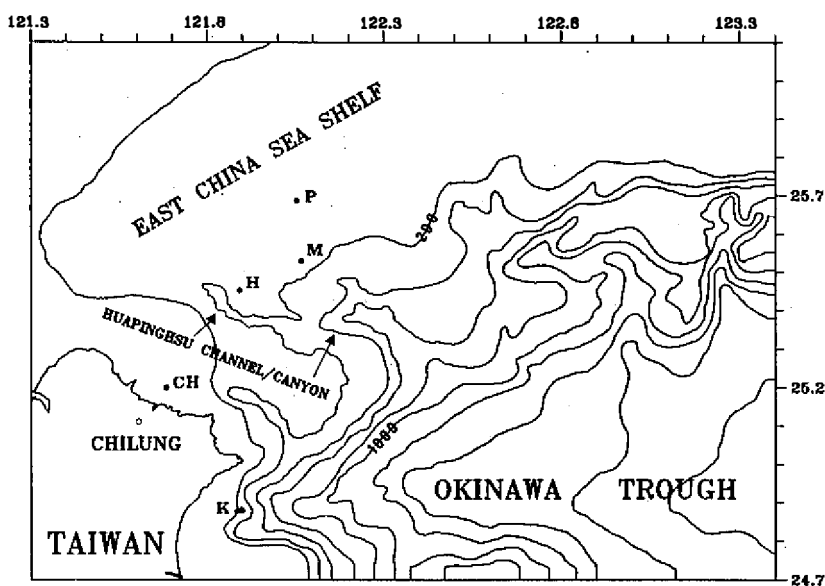 121.3 121.8 122.3 122.8 123.3
EAST CHINA SEA SHELF
P
25.7
200
M
H
HUAPINGHSU CHANNEL/CANYON
CH
25.2
CHILUNG
1000
OKINAWA TROUGH
K
TAIWAN
24.7